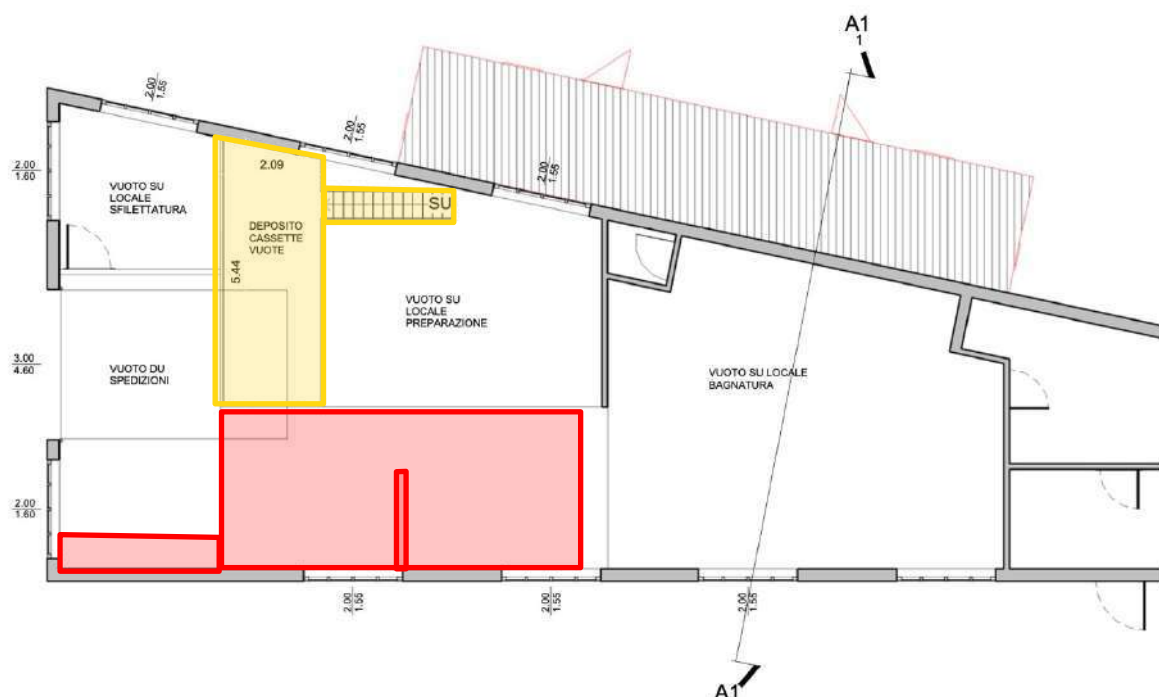 A1
1
2.00
1.55
2.00
1.55
2.00
1.55
2.00
1.60
2.09
VUOTO SU
LOCALE
SFILETTATURA
SU
DEPOSITO
CASSETTE
VUOTE
5.44
VUOTO SU
LOCALE
PREPARAZIONE
3.00
4.60
VUOTO DU
SPEDIZIONI
VUOTO SU LOCALE
BAGNATURA
2.00
1.60
2.00
1.55
2.00
1.55
2.00
1.55
A1